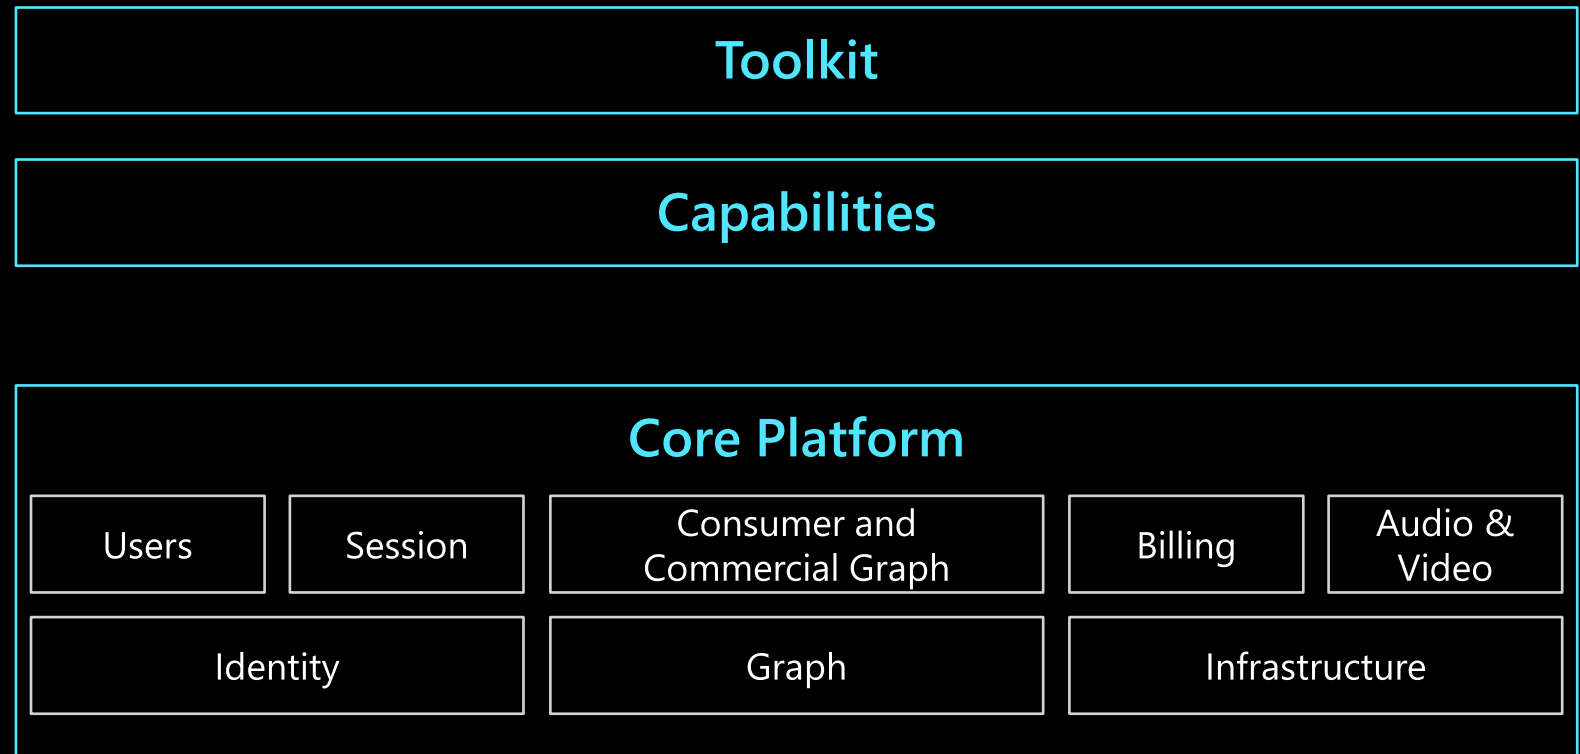 Toolkit
Capabilities
Core Platform
Users
Session
Consumer and
Commercial Graph
Billing
Audio &
Video
Identity
Graph
Infrastructure